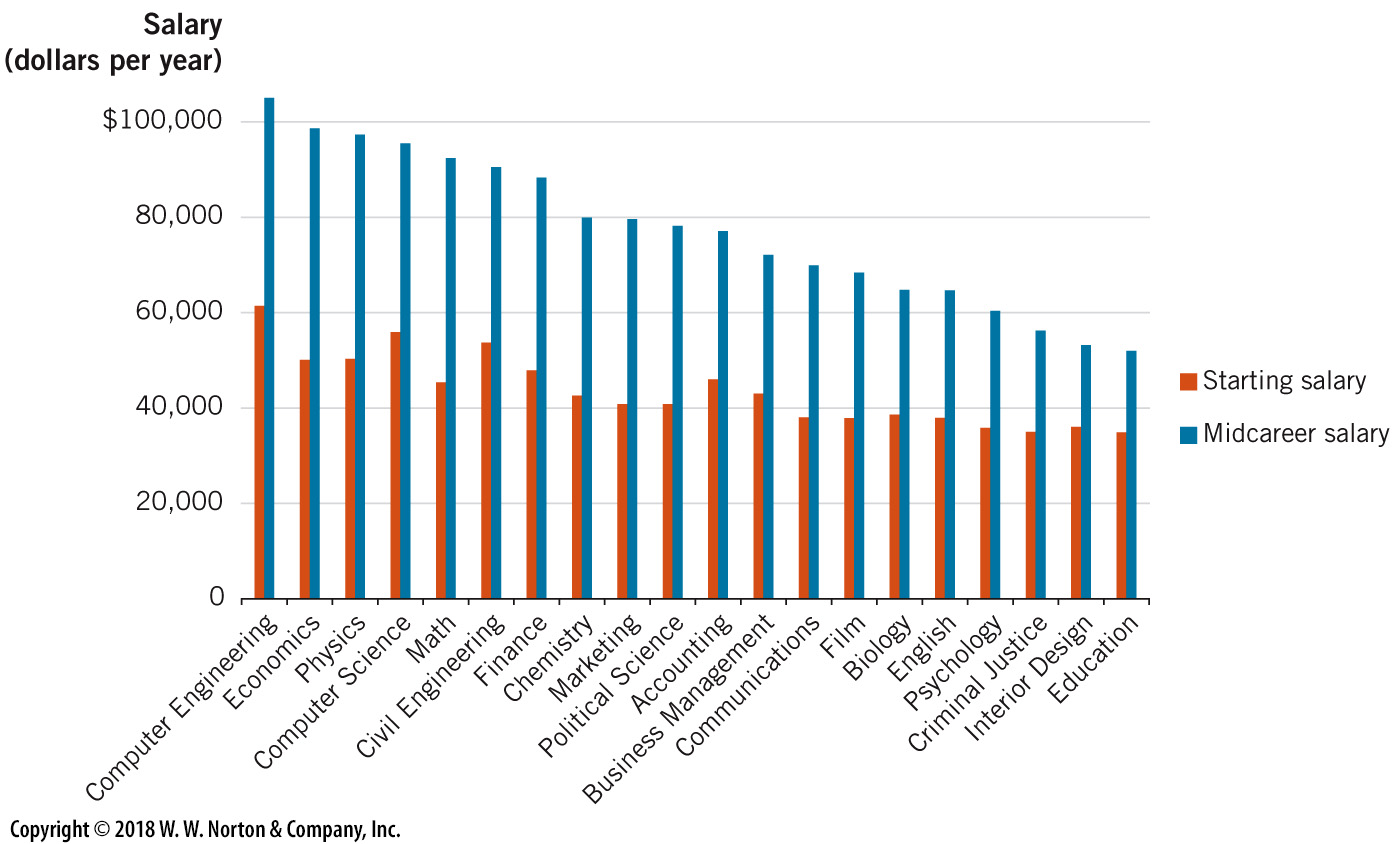 Salary
(dollars per year)
$100,000
80,000
60,000
40,000
20,000
0
Computer Engineering
Economics
Physics
Computer Science
Math
Civil Engineering
Finance
Chemistry
Marketing
Political Science
Accounting
Business Management
Communications
Film
Biology
English
Psychology
Criminal Justice
Interior Design
Education
Starting salary
Midcareer salary
Copyright © 2018 W. W. Norton & Company, Inc.